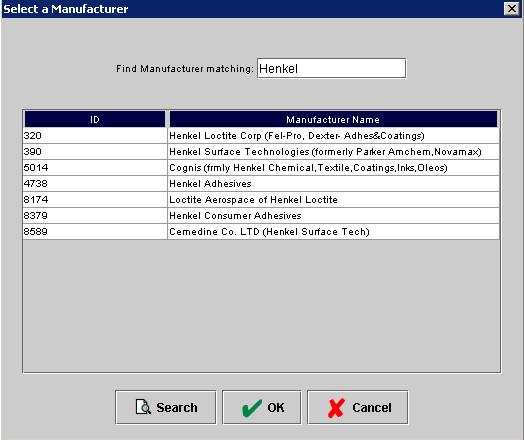 Select a Manufacturer
Find Manufacturer matching: Henkel
ID Manufacturer Name
320 Henkel Loctite Corp (Fel-Pro, Dexter- Adhes&Coatings)
390 Henkel Surface Technologies (formerly Parker Amchem,Novamax)
5014 Cognis (frmly Henkel Chemical,Textile,Coatings,Inks,Oleos)
4738 Henkel Adhesives
8174 Loctite Aerospace of Henkel Loctite
8379 Henkel Consumer Adhesives
8589 Cemedine Co. LTD (Henkel Surface Tech)
Search OK Cancel